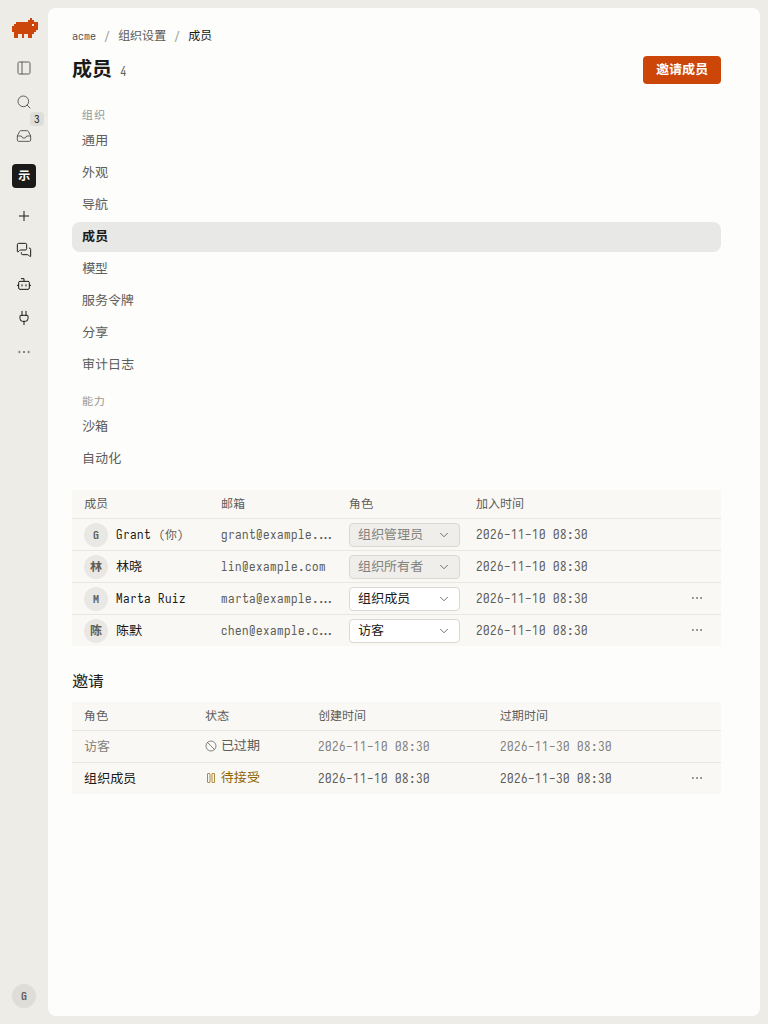 acme / 组织设置 / 成员
成员 4
邀请成员
3
示
组织
通用
外观
导航
成员
模型
服务令牌
分享
审计日志
能力
沙箱
自动化
成员 邮箱 角色 加入时间
G Grant (你) grant@example.… 组织管理员 2026-11-10 08:30
林 林晓 lin@example.com 组织所有者 2026-11-10 08:30
M Marta Ruiz marta@example.… 组织成员 2026-11-10 08:30
陈 陈默 chen@example.c… 访客 2026-11-10 08:30
邀请
角色 状态 创建时间 过期时间
访客 已过期 2026-11-10 08:30 2026-11-30 08:30
组织成员 待接受 2026-11-10 08:30 2026-11-30 08:30
G